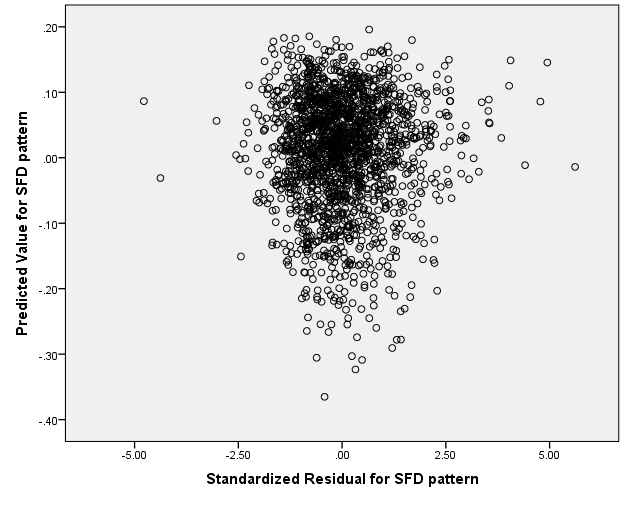 Predicted Value for SFD pattern
.20
.10
.00
-.10
-.20
-.30
-.40
-5.00 -2.50 .00 2.50 5.00
Standardized Residual for SFD pattern